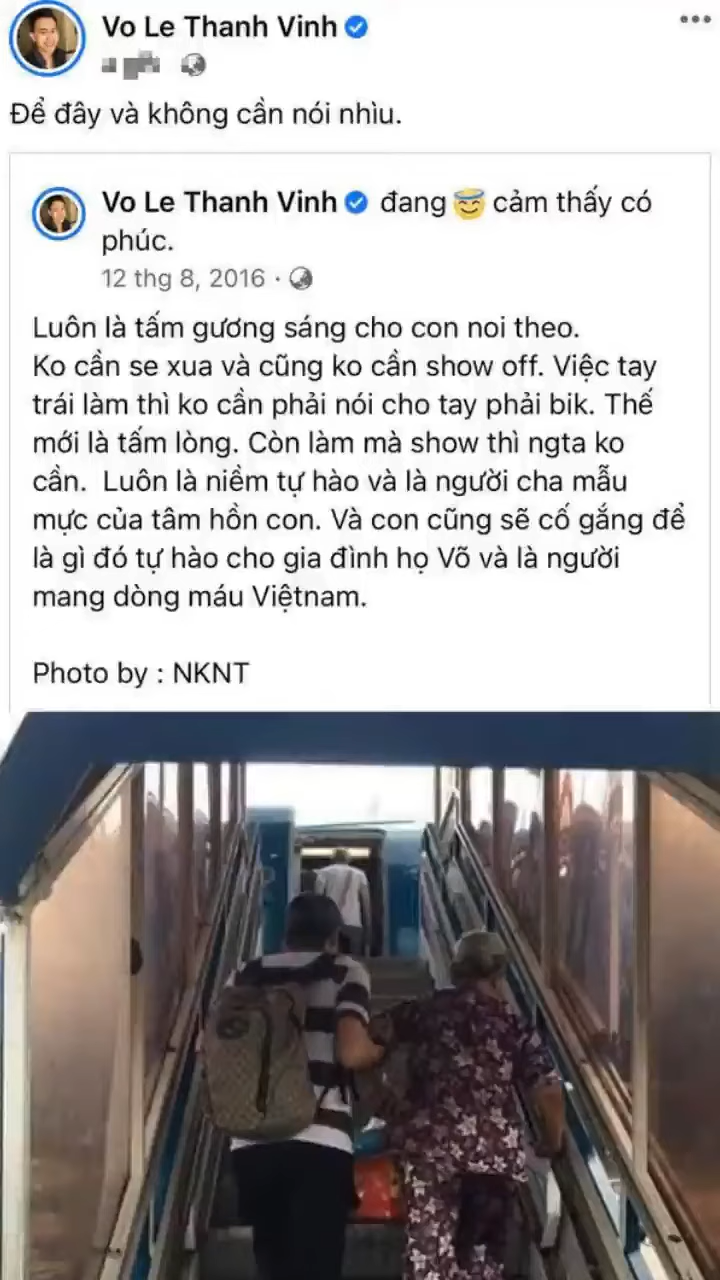 Vo Le Thanh Vinh
Để đây và không cần nói nhìu.
Vo Le Thanh Vinh đang 😇 cảm thấy có
phúc.
12 thg 8, 2016 ·
Luôn là tấm gương sáng cho con noi theo.
Ko cần se xua và cũng ko cần show off. Việc tay
trái làm thì ko cần phải nói cho tay phải bik. Thế
mới là tấm lòng. Còn làm mà show thì ngta ko
cần. Luôn là niềm tự hào và là người cha mẫu
mực của tâm hồn con. Và con cũng sẽ cố gắng để
là gì đó tự hào cho gia đình họ Võ và là người
mang dòng máu Việtnam.
Photo by : NKNT